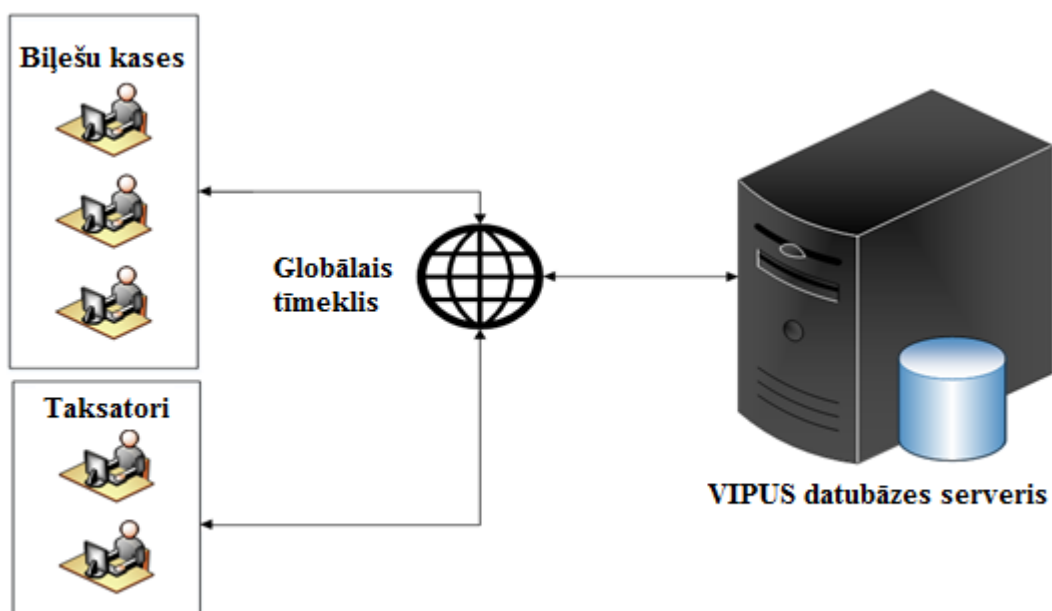 Biļešu kases
Globālais
tīmeklis
Taksatori
VIPUS datubāzes serveris